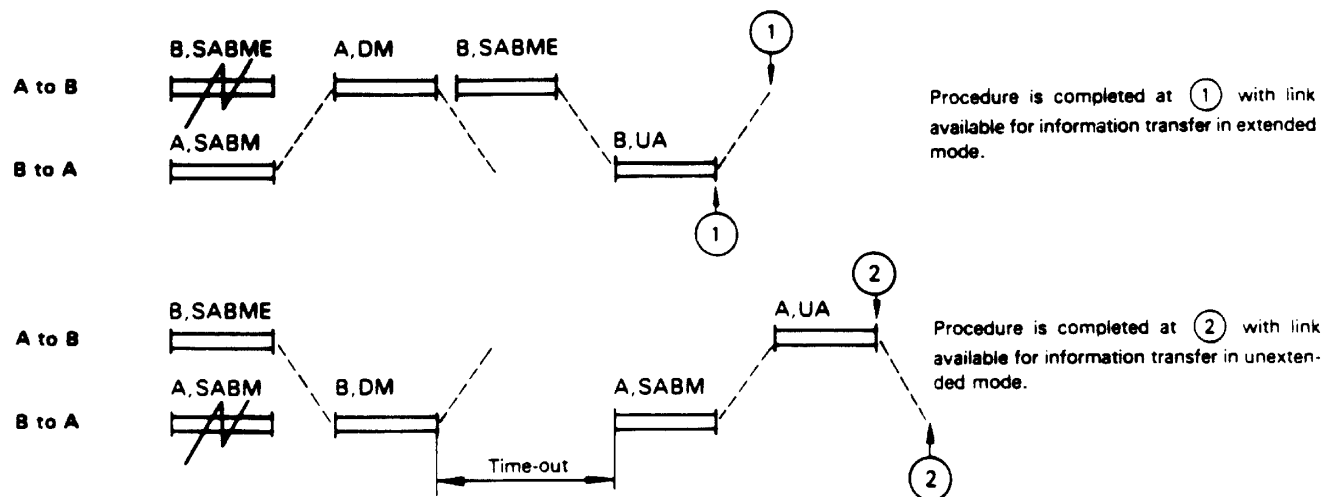 1
B,SABME A,DM B,SABME
A to B
A,SABM B,UA
B to A
Procedure is completed at 1 with link
available for information transfer in extended
mode.
1
2
B,SABME A,UA
A to B
A,SABM B,DM A,SABM
B to A
Procedure is completed at 2 with link
available for information transfer in unexten-
ded mode.
Time-out
2